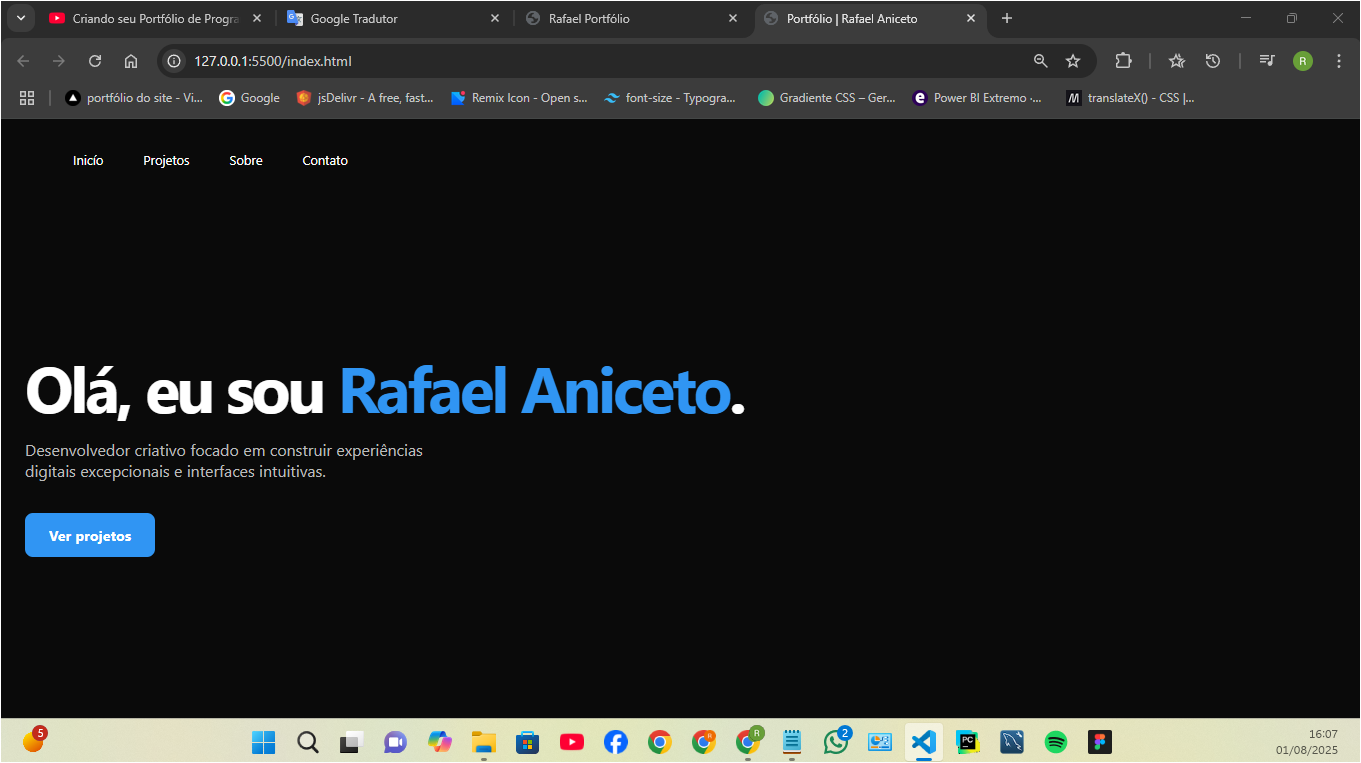 Criando seu Portfólio de Progra
Google Tradutor
Rafael Portfólio
Portfólio | Rafael Aniceto
127.0.0.1:5500/index.html
R
portfólio do site - Vi...
Google
jsDelivr - A free, fast...
Remix Icon - Open s...
font-size - Typogra...
Gradiente CSS – Ger...
Power BI Extremo -...
translateX() - CSS |...
Inicío
Projetos
Sobre
Contato
Olá, eu sou Rafael Aniceto.
Desenvolvedor criativo focado em construir experiências
digitais excepcionais e interfaces intuitivas.
Ver projetos
5
R
R
2
PC
16:07
01/08/2025